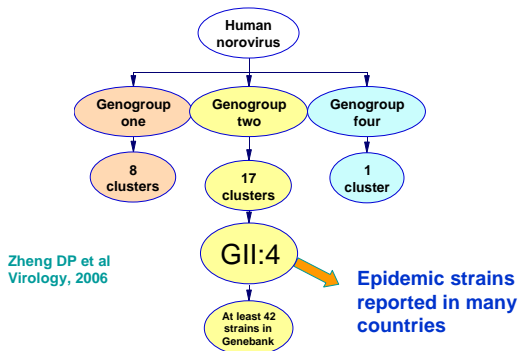 Human
norovirus
Genogroup
one
Genogroup
two
Genogroup
four
8
clusters
17
clusters
1
cluster
GII:4
Zheng DP et al
Virology, 2006
Epidemic strains
reported in many
countries
At least 42
strains in
Genebank